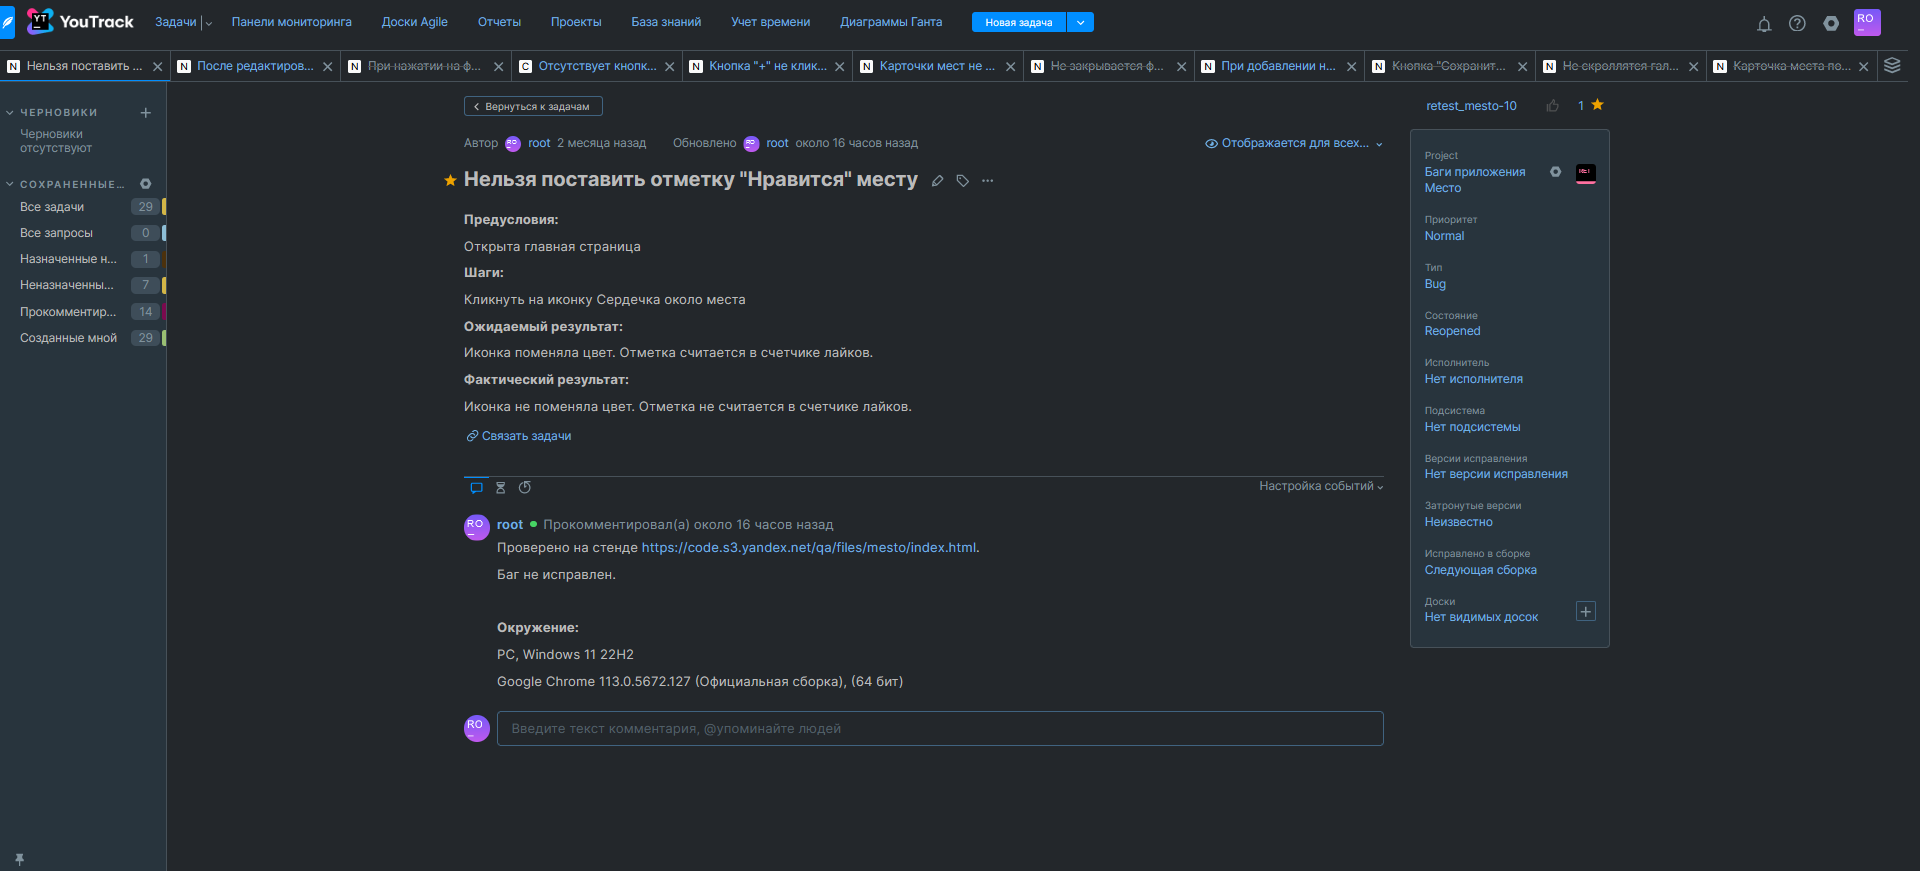 YT YouTrack Задачи Панели мониторинга Доски Agile Отчеты Проекты База знаний Учет времени Диаграммы Ганта Новая задача RO
N Нельзя поставить ... N После редактиров... N При нажатии на ф... C Отсутствует кнопк... N Кнопка "+" не клик... N Карточки мест не ... N Не закрывается ф... N При добавлении н... N Кнопка "Сохранит... N Не скроллятся гал... N Карточка места по...
ЧЕРНОВИКИ
Черновики
отсутствуют
СОХРАНЕННЫЕ...
Все задачи 29
Все запросы 0
Назначенные н... 1
Неназначенны... 7
Прокомментир... 14
Созданные мной 29
Вернуться к задачам
Автор RO root 2 месяца назад Обновлено RO root около 16 часов назад Отображается для всех...
Нельзя поставить отметку "Нравится" месту
Предусловия:
Открыта главная страница
Шаги:
Кликнуть на иконку Сердечка около места
Ожидаемый результат:
Иконка поменяла цвет. Отметка считается в счетчике лайков.
Фактический результат:
Иконка не поменяла цвет. Отметка не считается в счетчике лайков.
Связать задачи
Настройка событий
RO root Прокомментировал(а) около 16 часов назад
Проверено на стенде https://code.s3.yandex.net/qa/files/mesto/index.html.
Баг не исправлен.
Окружение:
PC, Windows 11 22H2
Google Chrome 113.0.5672.127 (Официальная сборка), (64 бит)
RO Введите текст комментария, @упоминайте людей
retest_mesto-10 1
Project
Баги приложения
Место
Приоритет
Normal
Тип
Bug
Состояние
Reopened
Исполнитель
Нет исполнителя
Подсистема
Нет подсистемы
Версии исправления
Нет версии исправления
Затронутые версии
Неизвестно
Исправлено в сборке
Следующая сборка
Доски
Нет видимых досок